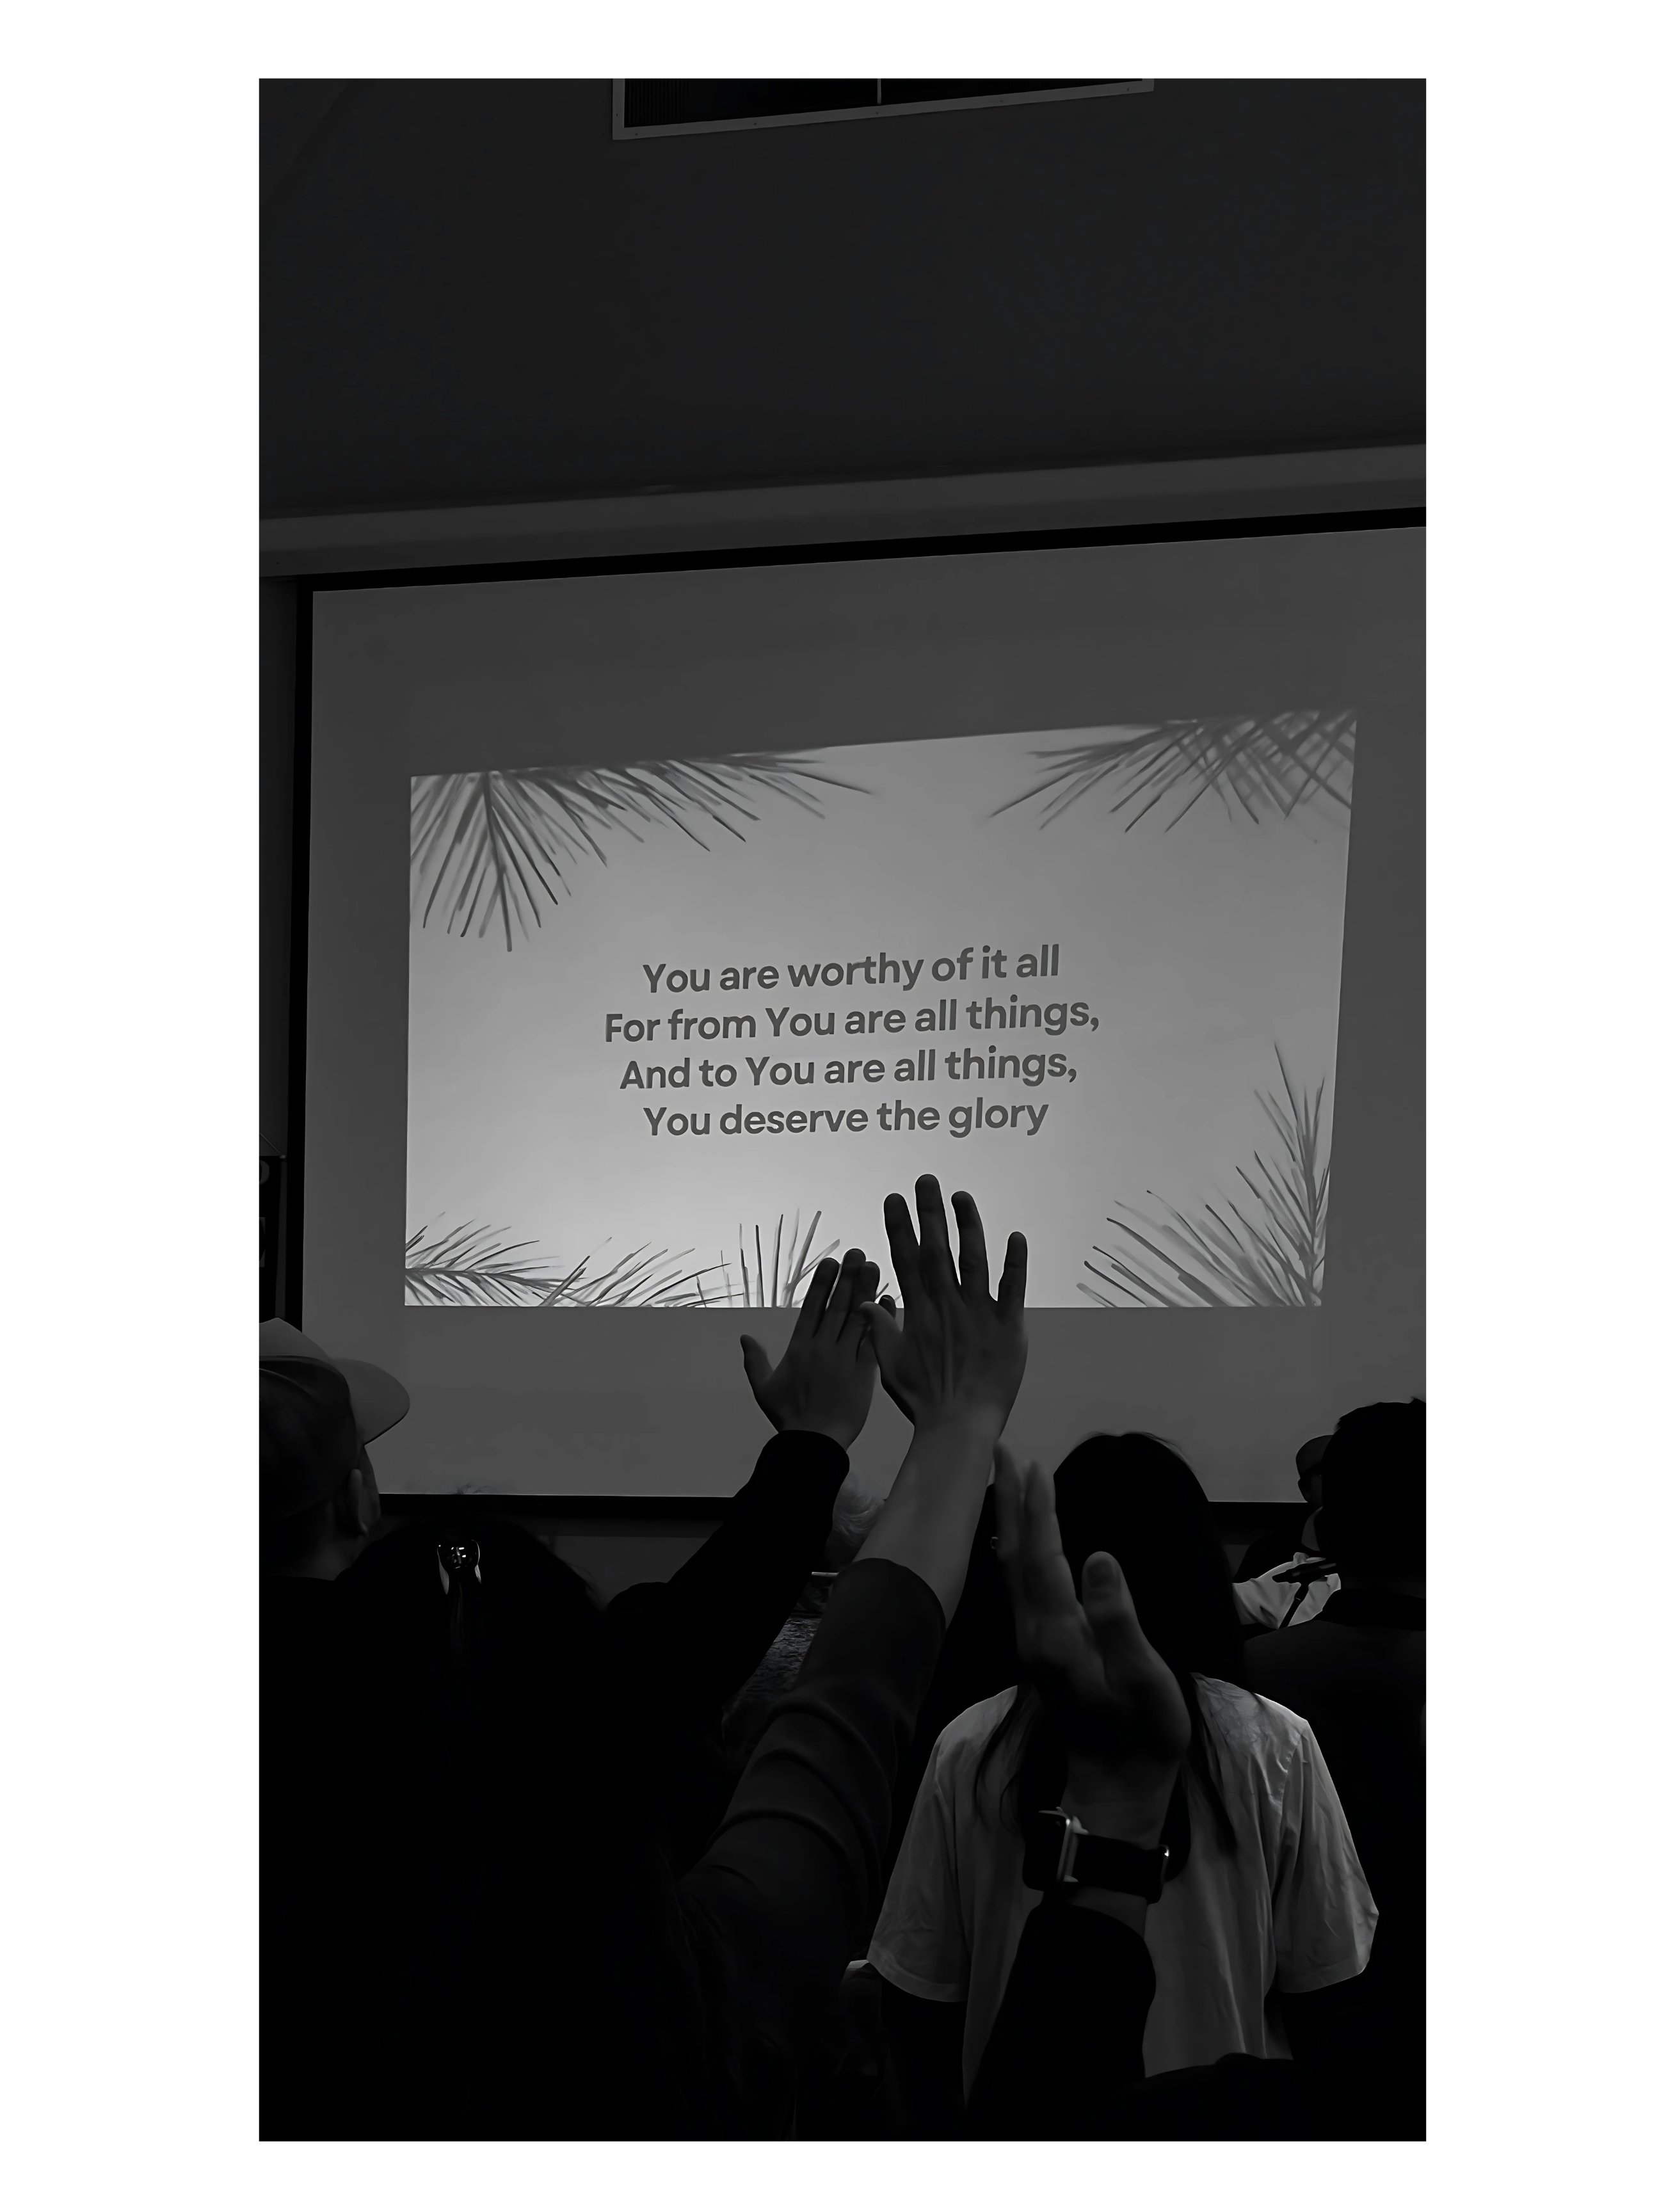 You are worthy of it all
For from You are all things,
And to You are all things,
You deserve the glory